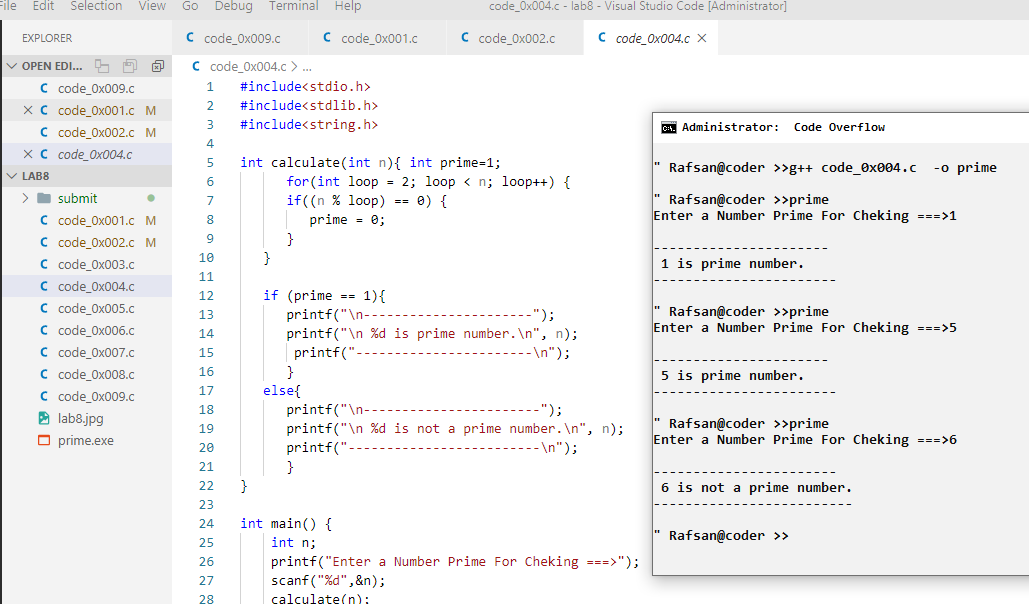 File Edit Selection View Go Debug Terminal Help code_0x004.c - lab8 - Visual Studio Code [Administrator]
EXPLORER
OPEN EDI...
code_0x009.c
code_0x001.c M
code_0x002.c M
code_0x004.c
LAB8
submit
code_0x001.c M
code_0x002.c M
code_0x003.c
code_0x004.c
code_0x005.c
code_0x006.c
code_0x007.c
code_0x008.c
code_0x009.c
lab8.jpg
prime.exe
C code_0x009.c C code_0x001.c C code_0x002.c C code_0x004.c
C code_0x004.c > ...
1 #include<stdio.h>
2 #include<stdlib.h>
3 #include<string.h>
4
5 int calculate(int n){ int prime=1;
6 for(int loop = 2; loop < n; loop++) {
7 if((n % loop) == 0) {
8 prime = 0;
9 }
10 }
11
12 if (prime == 1){
13 printf("\n----------------------");
14 printf("\n %d is prime number.\n", n);
15 printf("-----------------------\n");
16 }
17 else{
18 printf("\n-----------------------");
19 printf("\n %d is not a prime number.\n", n);
20 printf("-------------------------\n");
21 }
22 }
23
24 int main() {
25 int n;
26 printf("Enter a Number Prime For Cheking ===>");
27 scanf("%d",&n);
28 calculate(n);
Administrator: Code Overflow
" Rafsan@coder >>g++ code_0x004.c -o prime
" Rafsan@coder >>prime
Enter a Number Prime For Cheking ===>1
----------------------
1 is prime number.
-----------------------
" Rafsan@coder >>prime
Enter a Number Prime For Cheking ===>5
----------------------
5 is prime number.
-----------------------
" Rafsan@coder >>prime
Enter a Number Prime For Cheking ===>6
-----------------------
6 is not a prime number.
-------------------------
" Rafsan@coder >>